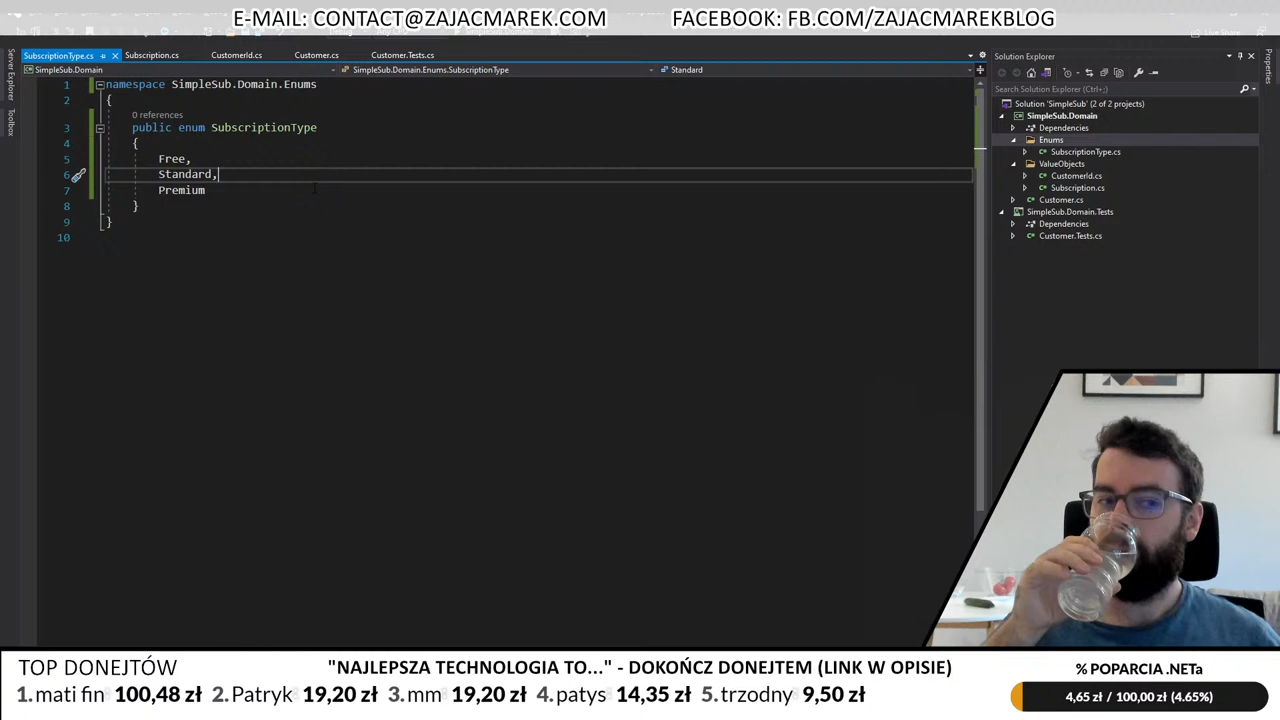 E-MAIL: CONTACT@ZAJACMAREK.COM
FACEBOOK: FB.COM/ZAJACMAREKBLOG
Live Share
SubscriptionType.cs
Subscription.cs
CustomerId.cs
Customer.cs
Customer.Tests.cs
SimpleSub.Domain
SimpleSub.Domain.Enums.SubscriptionType
Standard
Server Explorer
Toolbox
1 namespace SimpleSub.Domain.Enums
2 {
0 references
3 public enum SubscriptionType
4 {
5 Free,
6 Standard,
7 Premium
8 }
9 }
10
Solution Explorer
Search Solution Explorer (Ctrl+;)
Solution 'SimpleSub' (2 of 2 projects)
SimpleSub.Domain
Dependencies
Enums
SubscriptionType.cs
ValueObjects
CustomerId.cs
Subscription.cs
Customer.cs
SimpleSub.Domain.Tests
Dependencies
Customer.Tests.cs
Properties
TOP DONEJTÓW
"NAJLEPSZA TECHNOLOGIA TO..." - DOKOŃCZ DONEJTEM (LINK W OPISIE)
% POPARCIA .NETa
1. mati fin 100,48 zł 2. Patryk 19,20 zł 3. mm 19,20 zł 4. patys 14,35 zł 5. trzodny 9,50 zł
4,65 zł / 100,00 zł (4.65%)